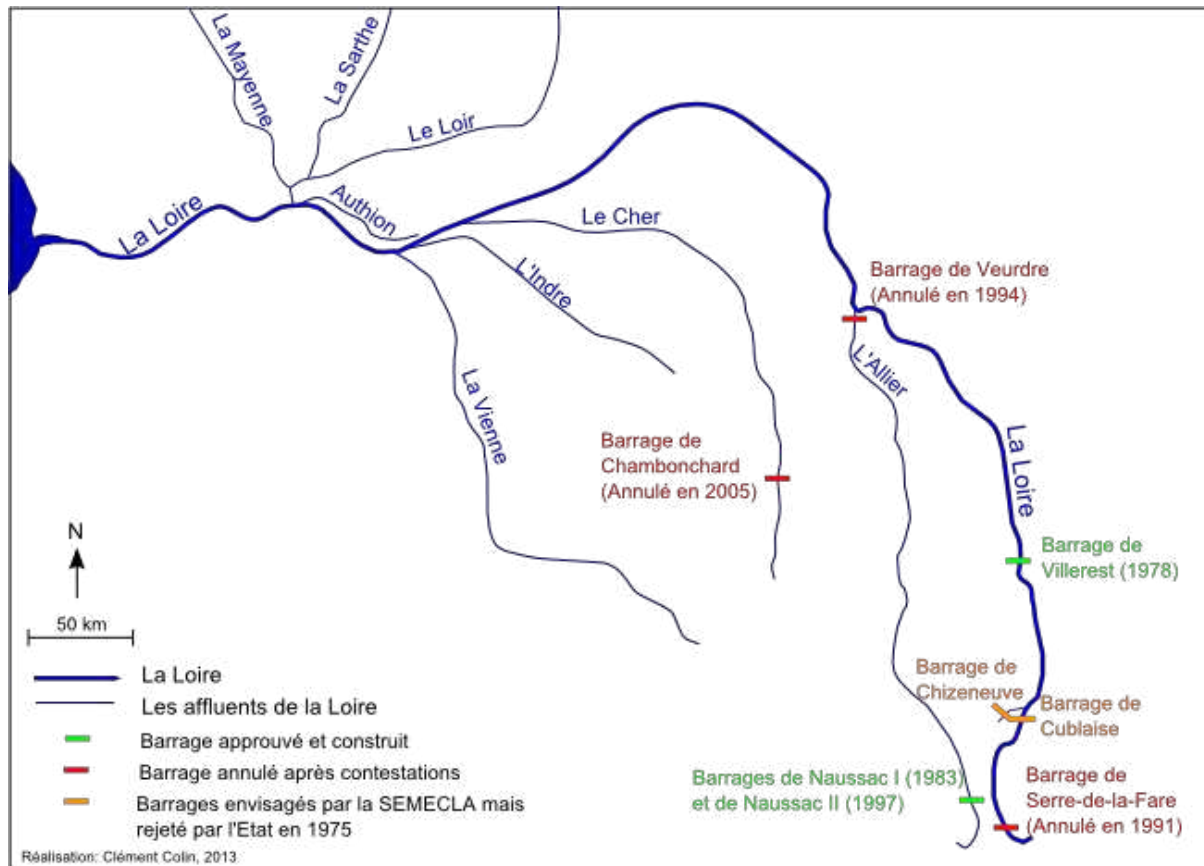 La Mayenne
La Sarthe
Le Loir
Authion
La Loire
Le Cher
L'Indre
La Vienne
Barrage de Veurdre
(Annulé en 1994)
L'Allier
La Loire
Barrage de
Chambonchard
(Annulé en 2005)
Barrage de
Villerest (1978)
Barrage de
Chizeneuve
Barrage de
Cublaise
Barrages de Naussac I (1983)
et de Naussac II (1997)
Barrage de
Serre-de-la-Fare
(Annulé en 1991)
N
50 km
La Loire
Les affluents de la Loire
Barrage approuvé et construit
Barrage annulé après contestations
Barrages envisagés par la SEMECLA mais
rejeté par l'Etat en 1975
Réalisation: Clément Colin, 2013